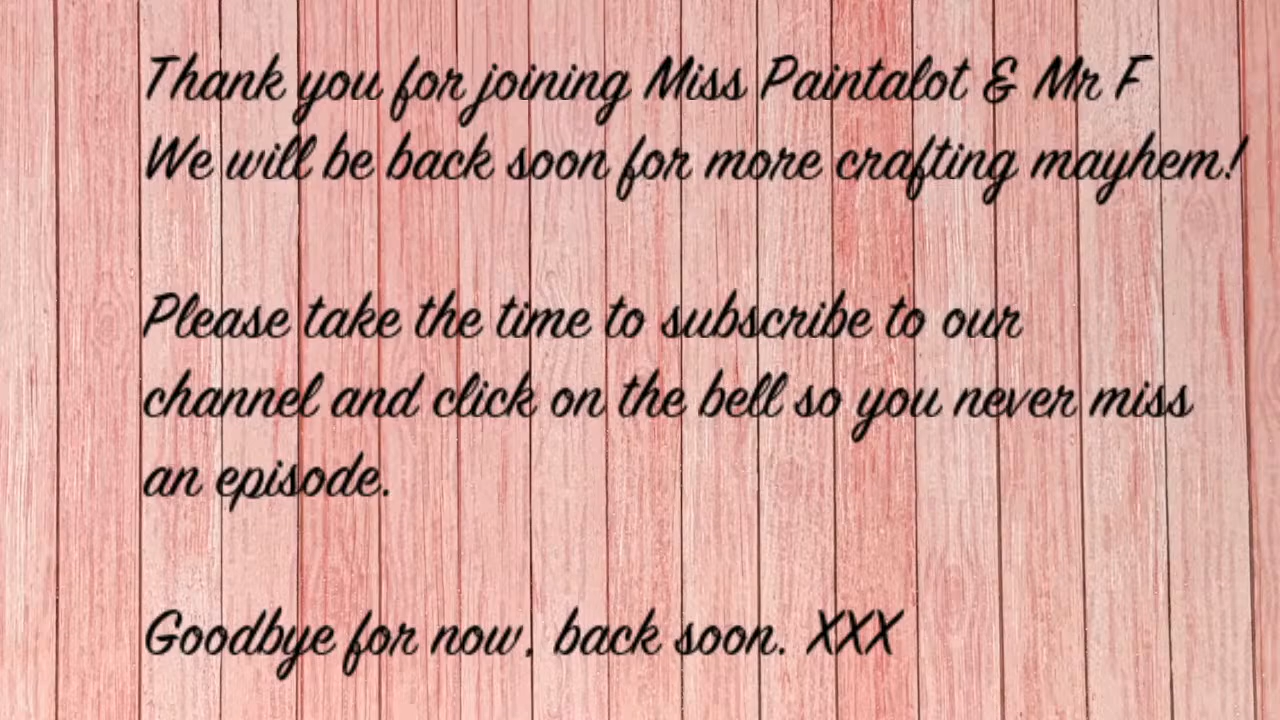 Thank you for joining Miss Paintalot & Mr F
We will be back soon for more crafting mayhem!
Please take the time to subscribe to our
channel and click on the bell so you never miss
an episode.
Goodbye for now, back soon. XXX